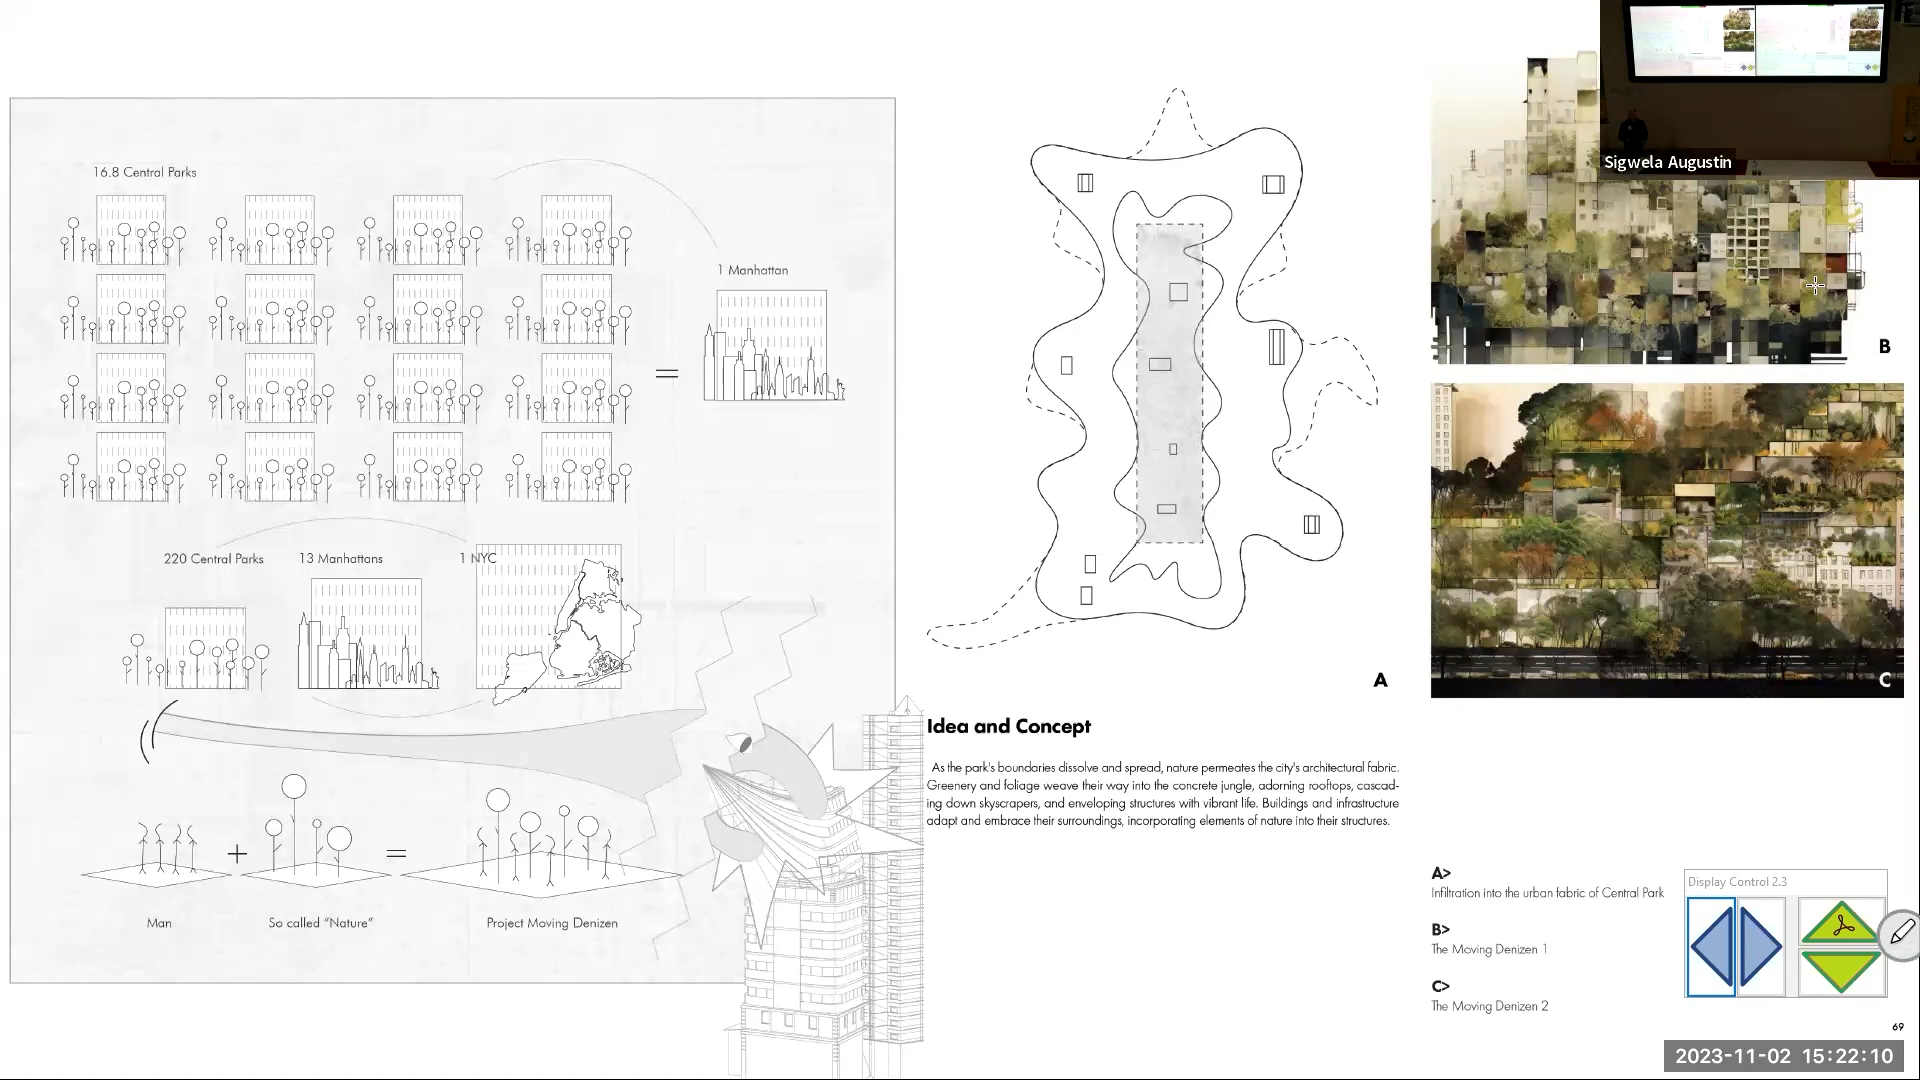 16.8 Central Parks
1 Manhattan
220 Central Parks
13 Manhattans
1 NYC
Man
So called "Nature"
Project Moving Denizen
A
Idea and Concept
As the park's boundaries dissolve and spread, nature permeates the city's architectural fabric.
Greenery and foliage weave their way into the concrete jungle, adorning rooftops, cascad-
ing down skyscrapers, and enveloping structures with vibrant life. Buildings and infrastructure
adapt and embrace their surroundings, incorporating elements of nature into their structures.
Sigwela Augustin
B
C
A>
Infiltration into the urban fabric of Central Park
B>
The Moving Denizen 1
C>
The Moving Denizen 2
Display Control 2.3
69
2023-11-02 15:22:10